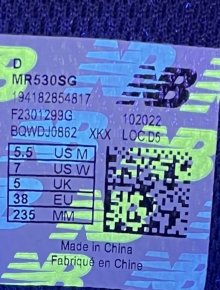 D
MR530SG
194182854817
F2301299G 102022
BQWDJ0862 XKX LOC D5
5.5 US M
7 US W
5 UK
38 EU
235 MM
Made in China
Fabriqué en Chine